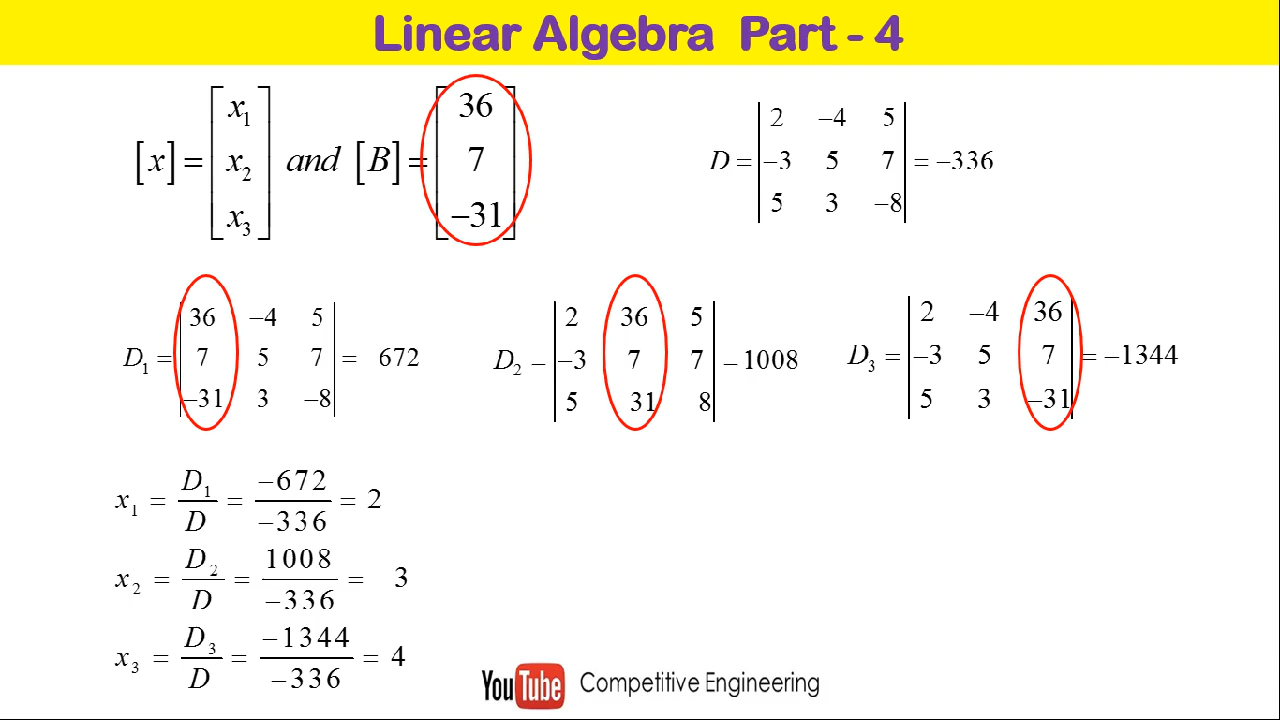 Linear Algebra Part - 4
[x] = [x₁ x₂ x₃] and [B] = [36 7 −31]
D = |2 −4 5; −3 5 7; 5 3 −8| = −336
D₁ = |36 −4 5; 7 5 7; −31 3 −8| = 672
D₂ − |2 36 5; −3 7 7; 5 31 8| − 1008
D₃ = |2 −4 36; −3 5 7; 5 3 −31| = −1344
x₁ = D₁/D = −672/−336 = 2
x₂ = D₂/D = 1008/−336 = 3
x₃ = D₃/D = −1344/−336 = 4
YouTube Competitive Engineering